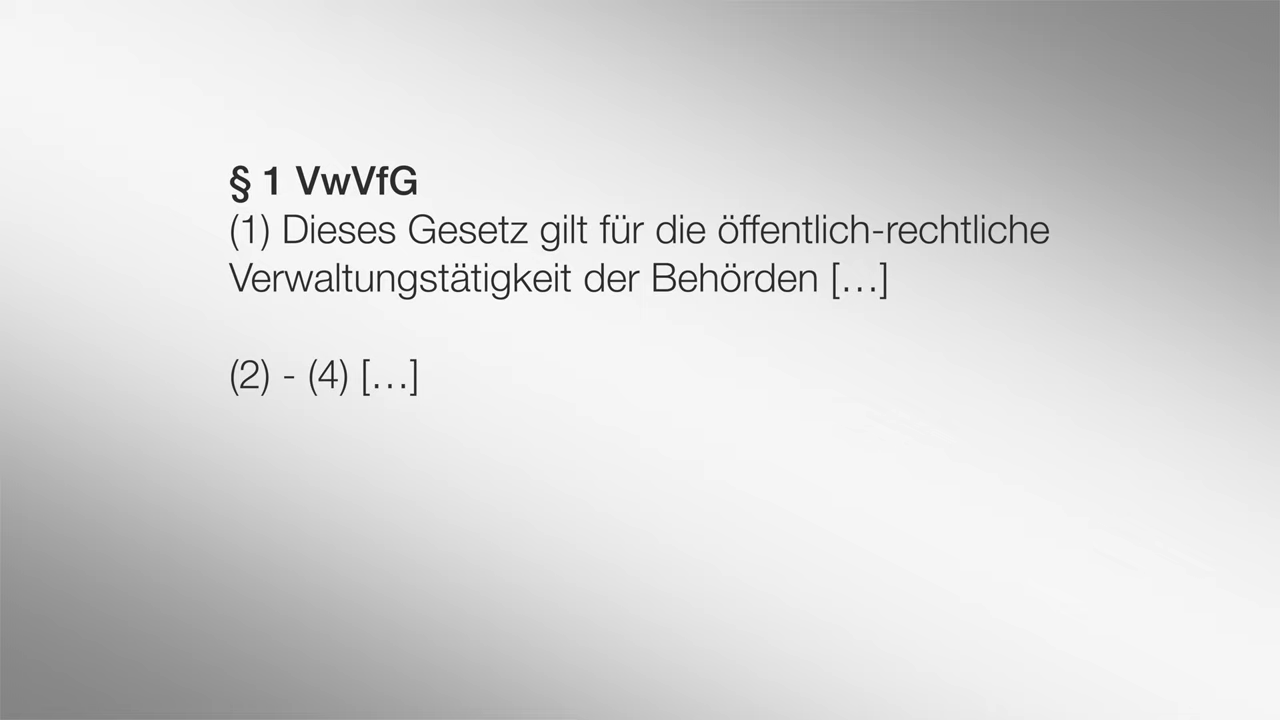 § 1 VwVfG
(1) Dieses Gesetz gilt für die öffentlich-rechtliche
Verwaltungstätigkeit der Behörden […]
(2) - (4) […]